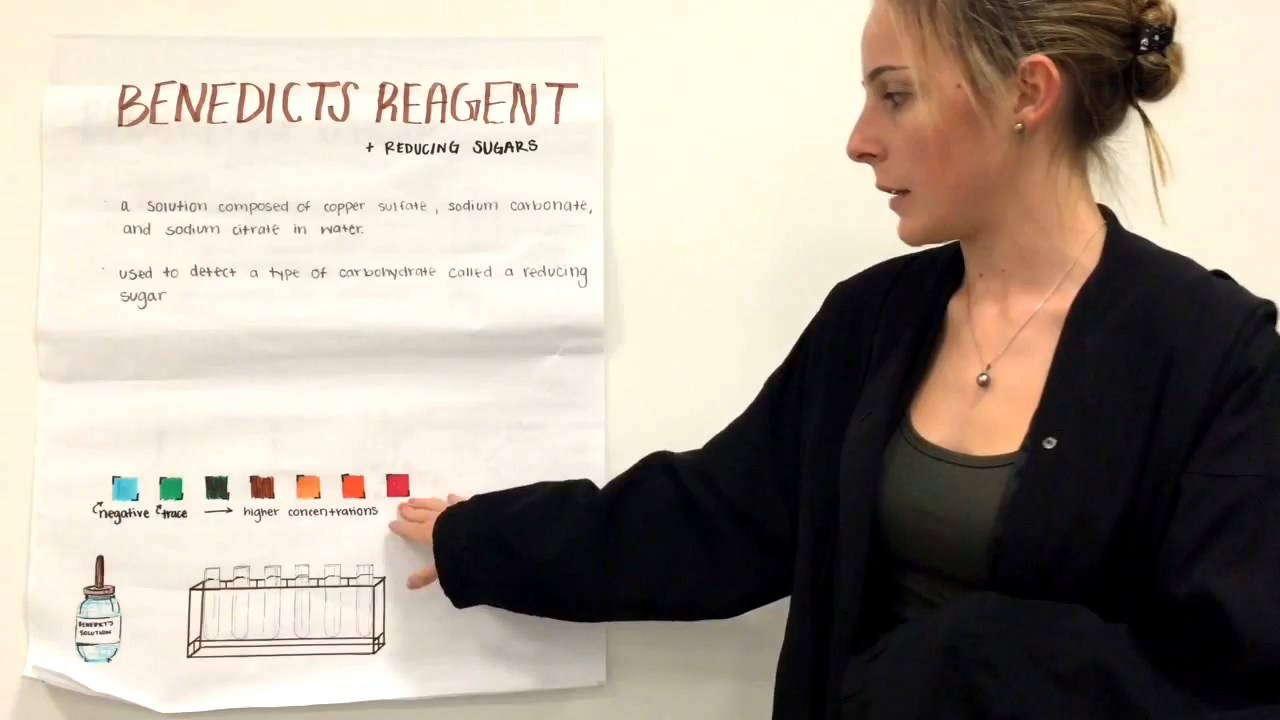 BENEDICTS REAGENT
+ REDUCING SUGARS
· a solution composed of copper sulfate, sodium carbonate,
and sodium citrate in water.
· used to detect a type of carbohydrate called a reducing
sugar
negative trace → higher concentrations
BENEDICT'S
SOLUTION